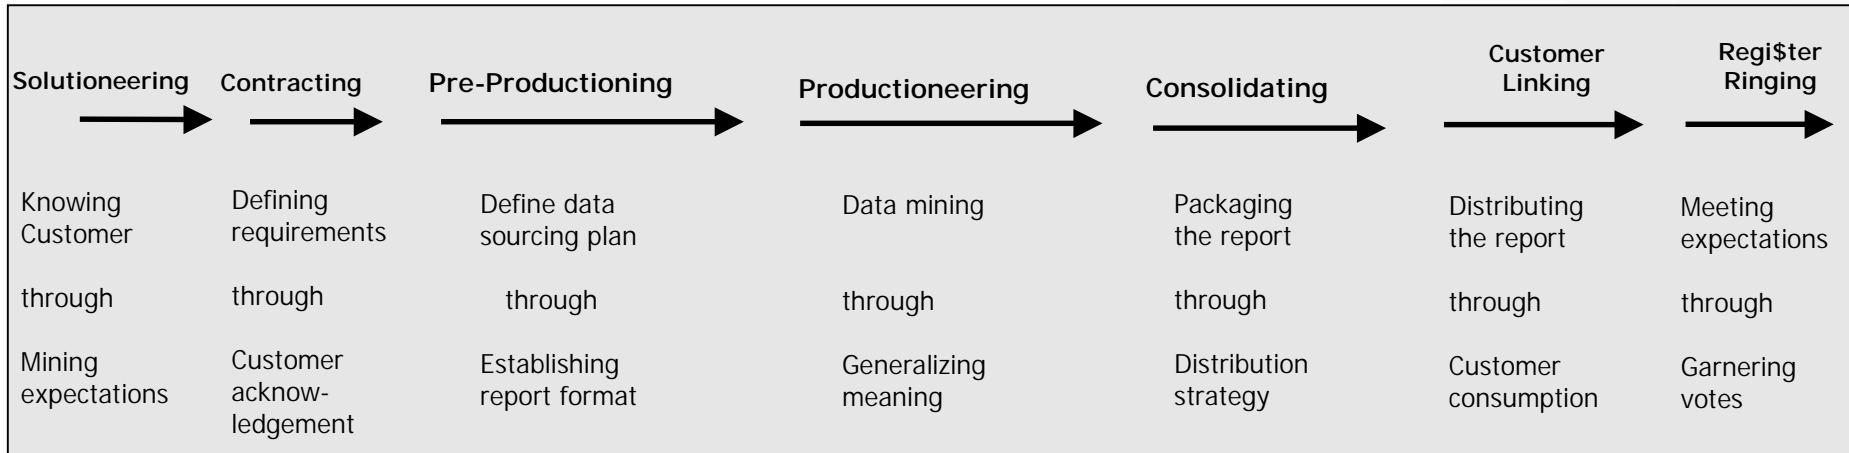 Solutioneering
Knowing
Customer
through
Mining
expectations
Contracting
Defining
requirements
through
Customer
acknow-
ledgement
Pre-Productioning
Define data
sourcing plan
through
Establishing
report format
Productioneering
Data mining
through
Generalizing
meaning
Consolidating
Packaging
the report
through
Distribution
strategy
Customer
Linking
Distributing
the report
through
Customer
consumption
Regi$ter
Ringing
Meeting
expectations
through
Garnering
votes